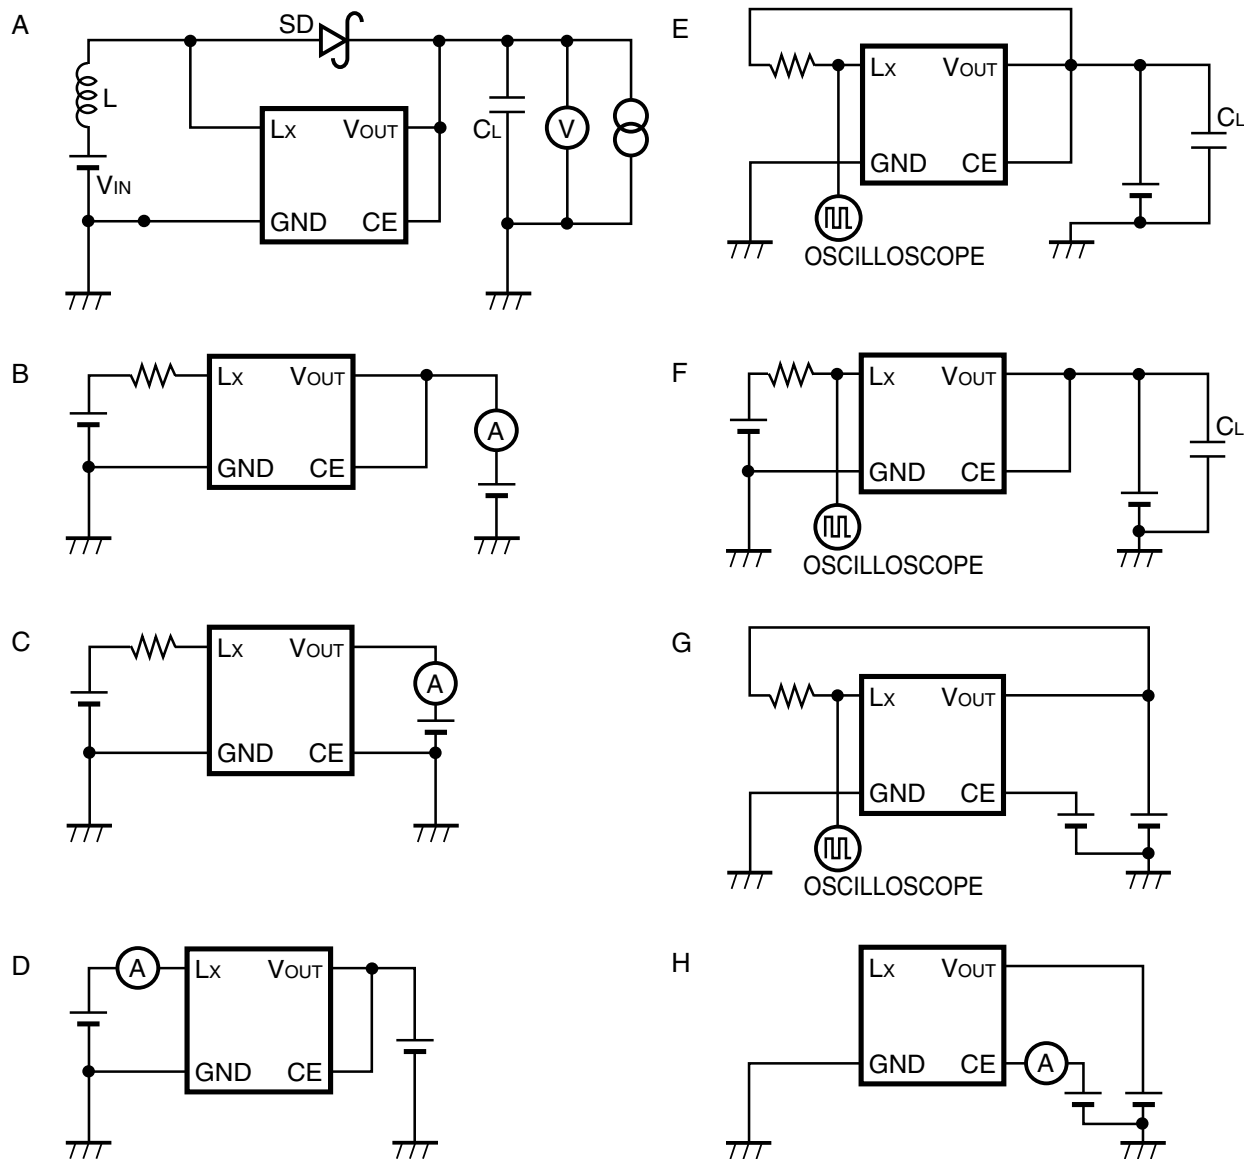 A
SD
L
VIN
LX VOUT
GND CE
CL
V
B
LX VOUT
GND CE
A
C
LX VOUT
GND CE
A
D
A
LX VOUT
GND CE
E
LX VOUT
GND CE
CL
OSCILLOSCOPE
F
LX VOUT
GND CE
CL
OSCILLOSCOPE
G
LX VOUT
GND CE
OSCILLOSCOPE
H
LX VOUT
GND CE
A